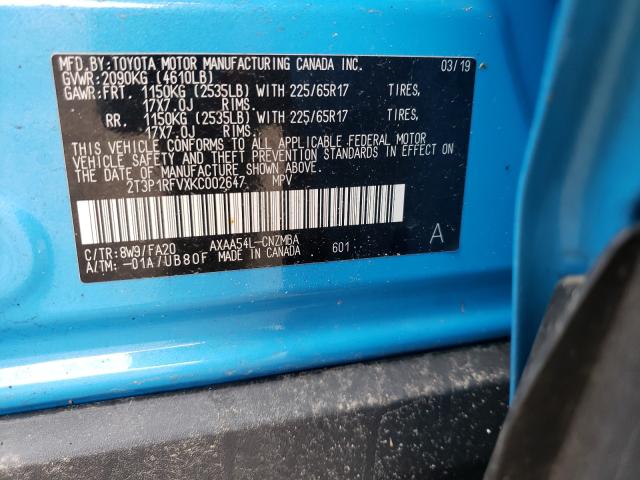 MFD.BY:TOYOTA MOTOR MANUFACTURING CANADA INC. 03/19
GVWR:2090KG (4610LB)
GAWR:FRT. 1150KG (2535LB) WITH 225/65R17 TIRES,
17X7.0J RIMS.
RR. 1150KG (2535LB) WITH 225/65R17 TIRES,
17X7.0J RIMS.
THIS VEHICLE CONFORMS TO ALL APPLICABLE FEDERAL MOTOR
VEHICLE SAFETY AND THEFT PREVENTION STANDARDS IN EFFECT ON
THE DATE OF MANUFACTURE SHOWN ABOVE.
2T3P1RFVXKC002647 MPV
C/TR:8W9/FA20 AXAA54L-CNZMBA 601 A
A/TM:-01A/UB80F MADE IN CANADA